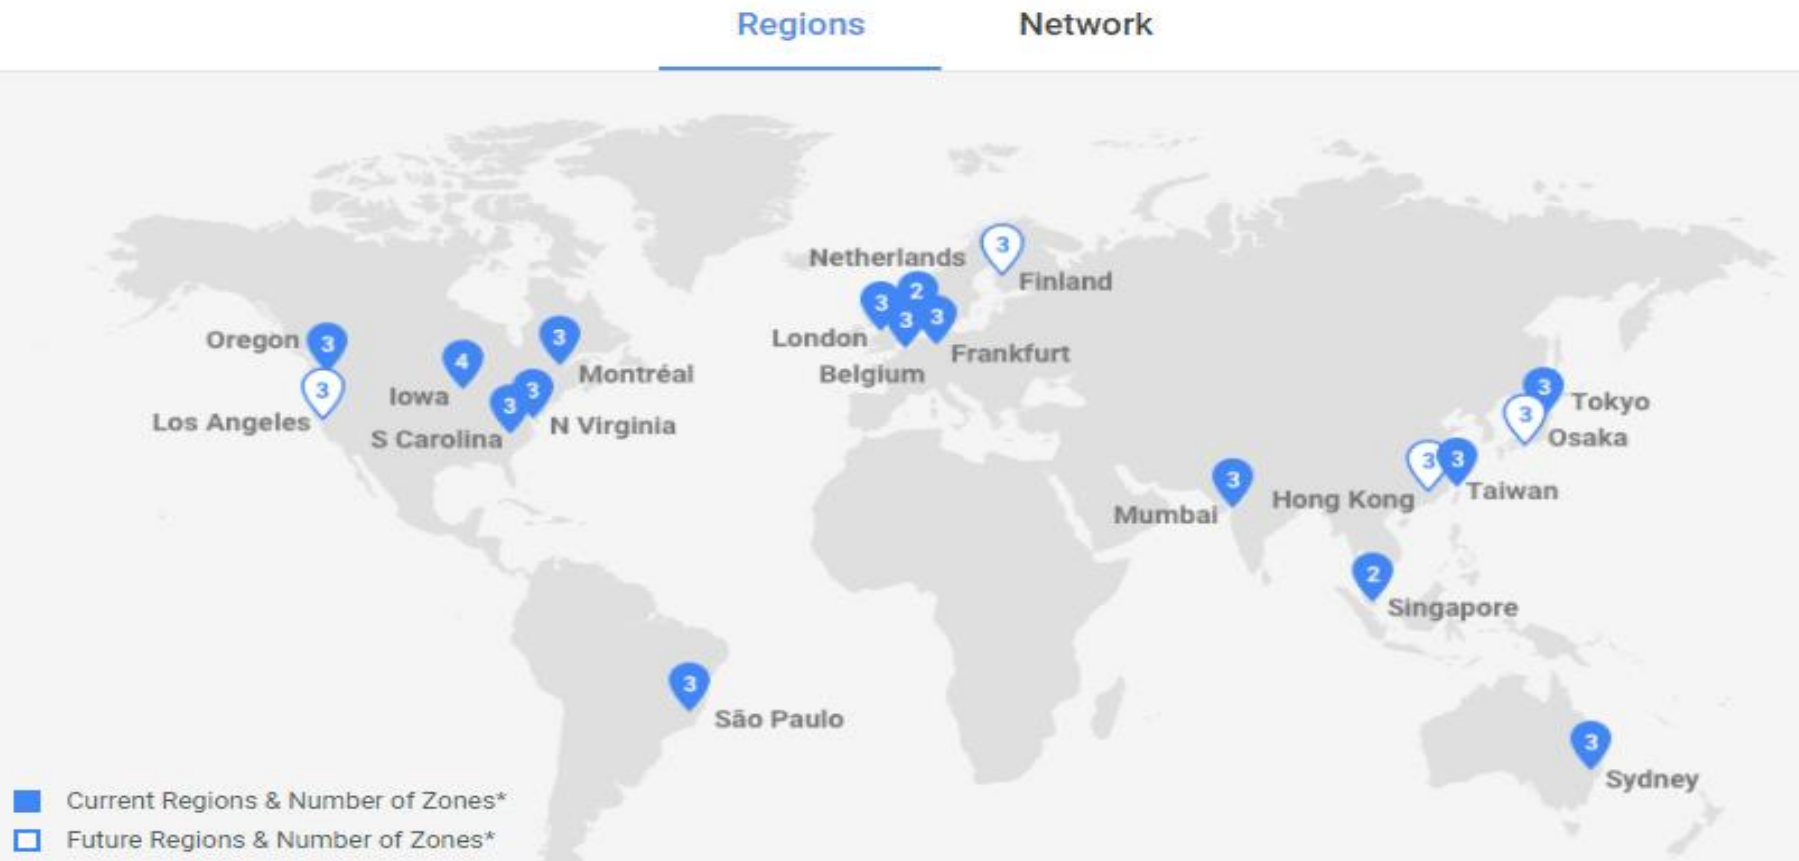 Regions Network
3
Netherlands
Finland
2
3
3
3
Oregon 3
3
London
4
Frankfurt
Montréal
Belgium
3
Iowa
3
3
3
Tokyo
Los Angeles
N Virginia
3
S Carolina
Osaka
3
3
3
Taiwan
Hong Kong
Mumbai
2
Singapore
3
São Paulo
3
Sydney
Current Regions & Number of Zones*
Future Regions & Number of Zones*